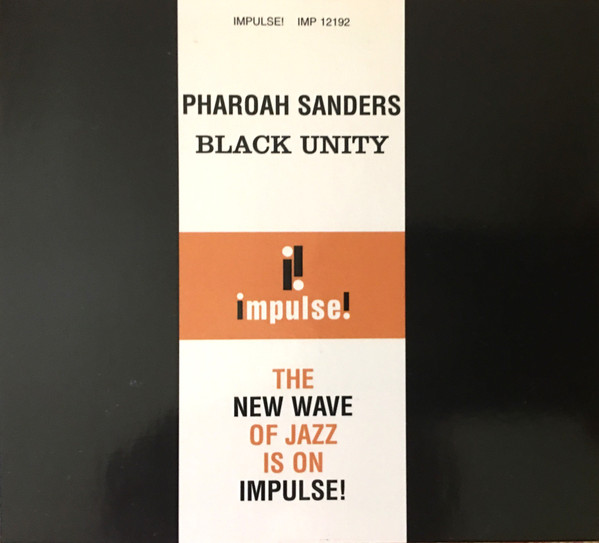 IMPULSE! IMP 12192
PHAROAH SANDERS
BLACK UNITY
i!
impulse!
THE
NEW WAVE
OF JAZZ
IS ON
IMPULSE!